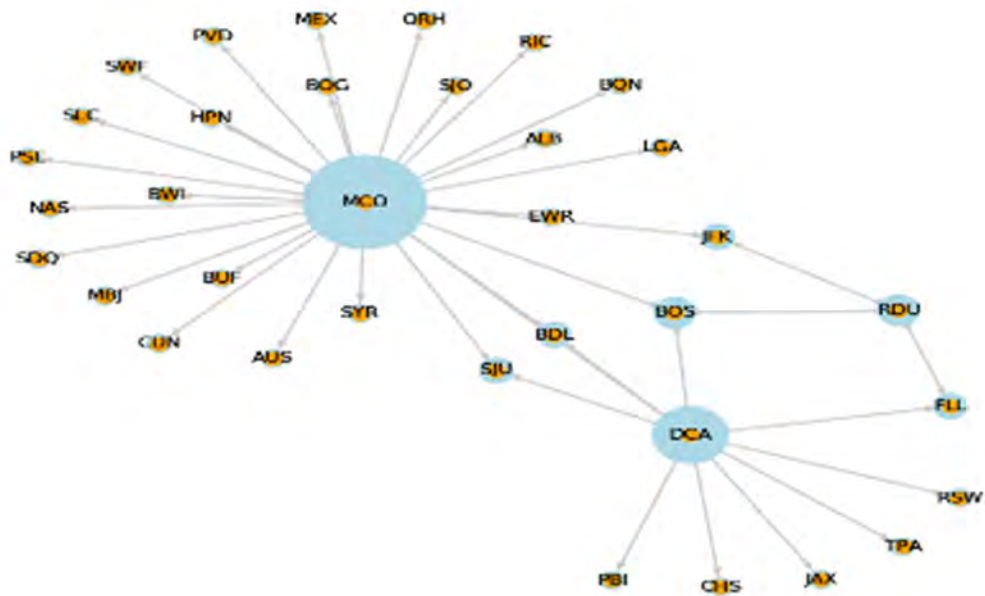 MEX
ORH
PVD
RIC
SWF
BOG
SJO
BQN
SLC
HPN
ALB
LGA
PSE
BWI
MCO
NAS
EWR
JFK
SDQ
BUF
MBJ
SYR
BOS
RDU
CUN
AUS
BDL
SJU
FLL
DCA
RSW
TPA
PBI
CHS
JAX